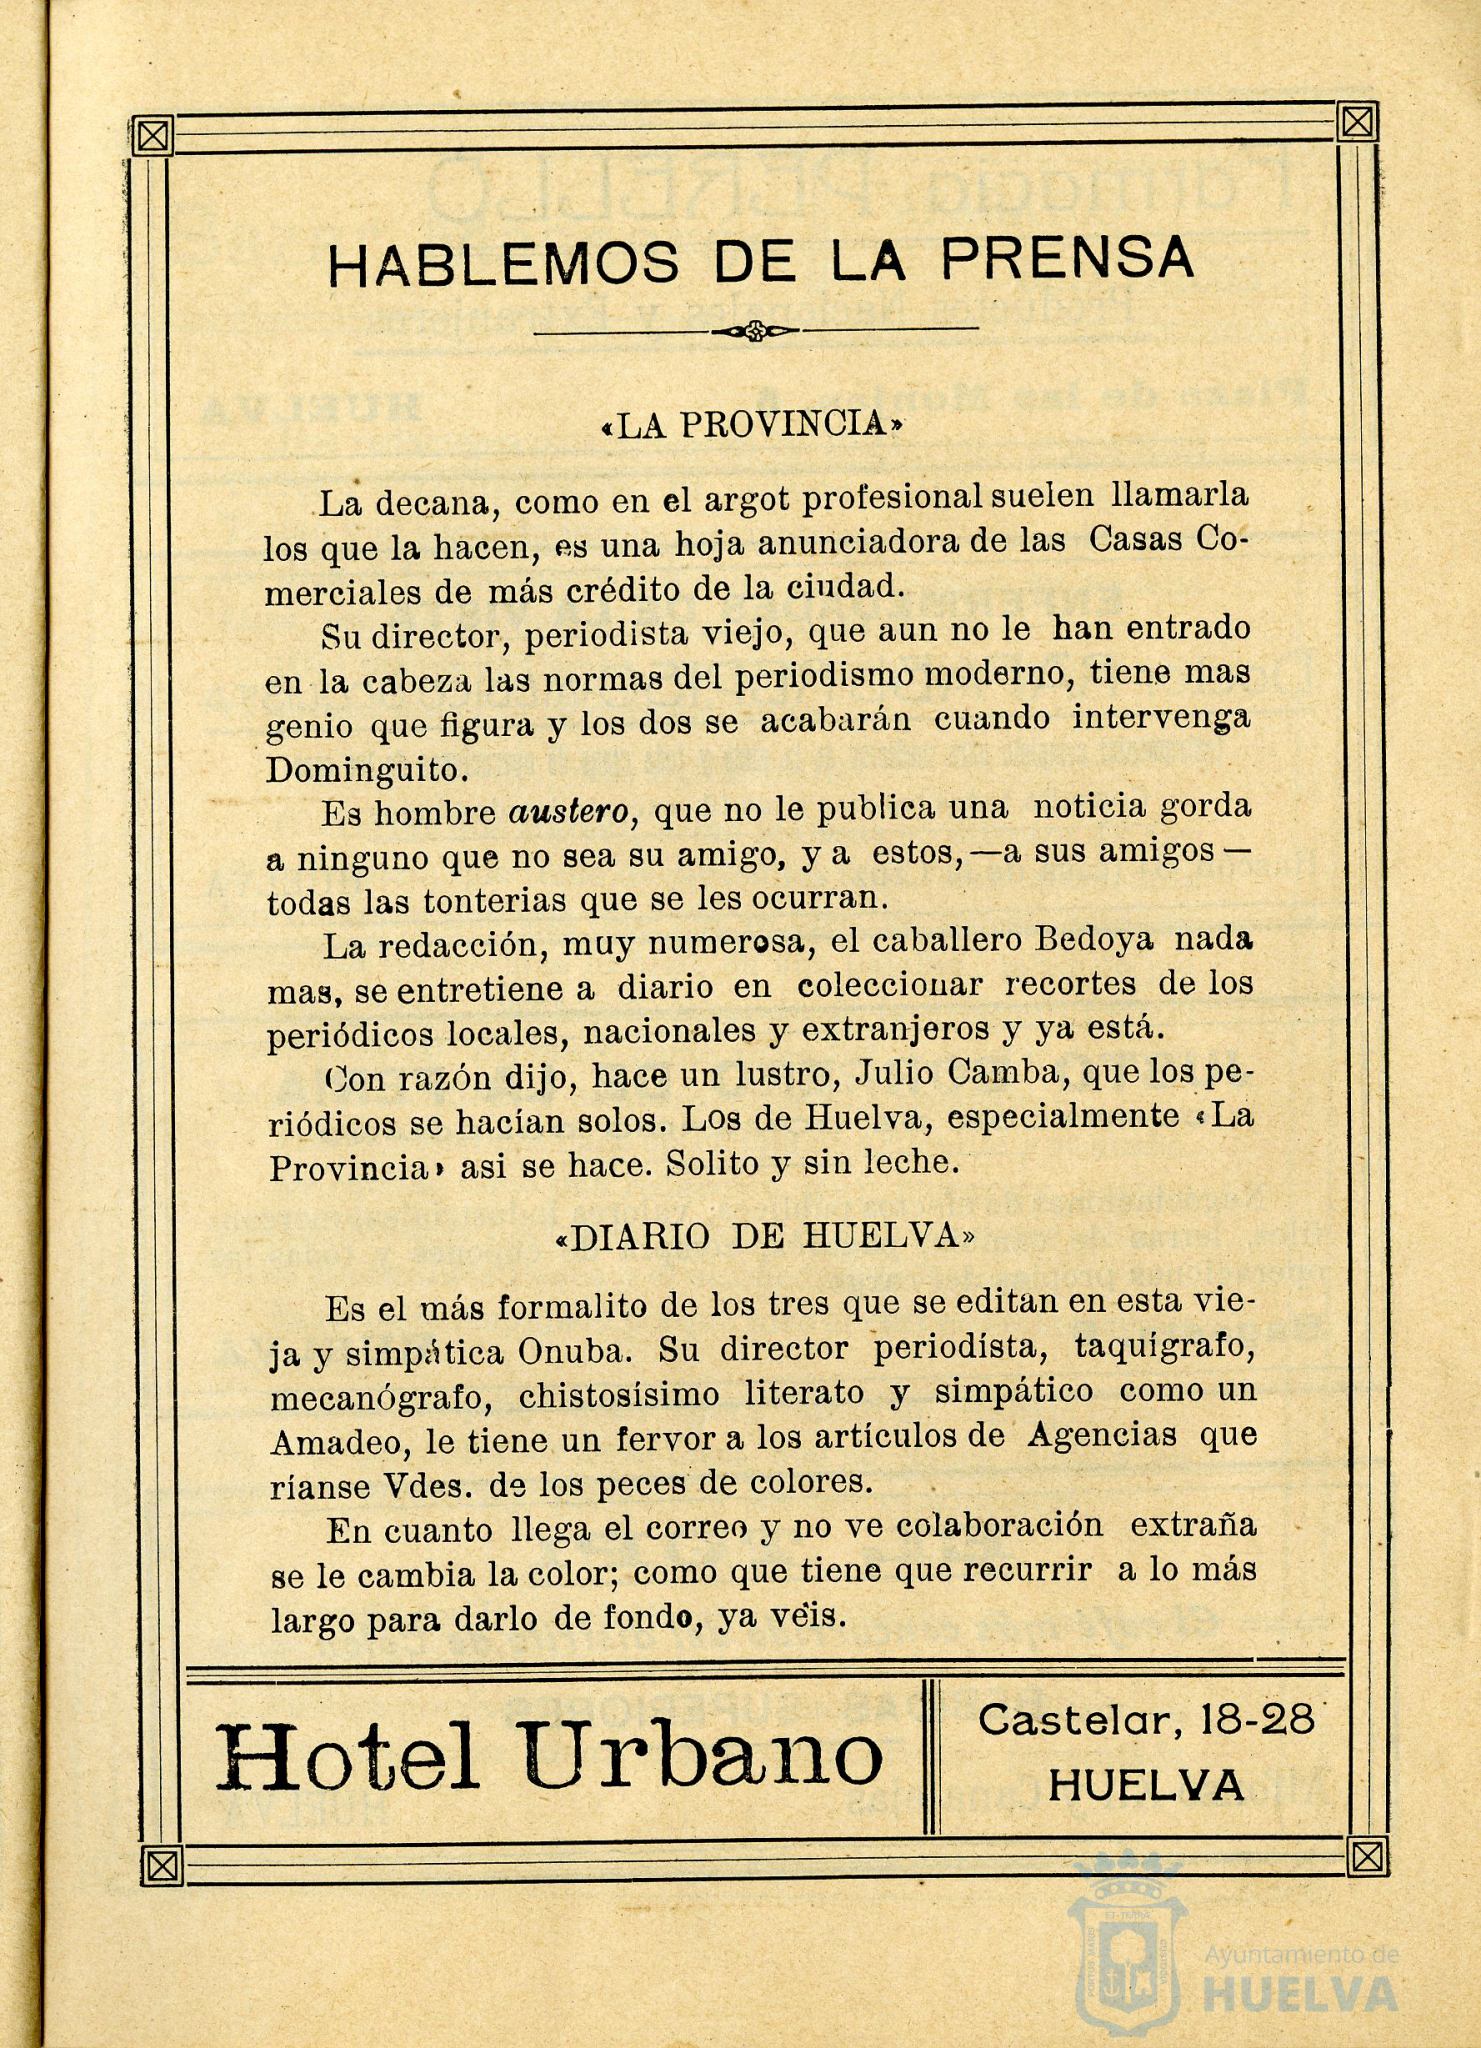 HABLEMOS DE LA PRENSA
«LA PROVINCIA»
La decana, como en el argot profesional suelen llamarla
los que la hacen, es una hoja anunciadora de las Casas Co-
merciales de más crédito de la ciudad.
Su director, periodista viejo, que aun no le han entrado
en la cabeza las normas del periodismo moderno, tiene mas
genio que figura y los dos se acabarán cuando intervenga
Dominguito.
Es hombre austero, que no le publica una noticia gorda
a ninguno que no sea su amigo, y a estos,—a sus amigos—
todas las tonterias que se les ocurran.
La redacción, muy numerosa, el caballero Bedoya nada
mas, se entretiene a diario en coleccionar recortes de los
periódicos locales, nacionales y extranjeros y ya está.
Con razón dijo, hace un lustro, Julio Camba, que los pe-
riódicos se hacían solos. Los de Huelva, especialmente «La
Provincia» asi se hace. Solito y sin leche.
«DIARIO DE HUELVA»
Es el más formalito de los tres que se editan en esta vie-
ja y simpática Onuba. Su director periodísta, taquígrafo,
mecanógrafo, chistosísimo literato y simpático como un
Amadeo, le tiene un fervor a los artículos de Agencias que
ríanse Vdes. de los peces de colores.
En cuanto llega el correo y no ve colaboración extraña
se le cambia la color; como que tiene que recurrir a lo más
largo para darlo de fondo, ya véis.
Hotel Urbano
Castelar, 18-28
HUELVA
Ayuntamiento de
HUELVA